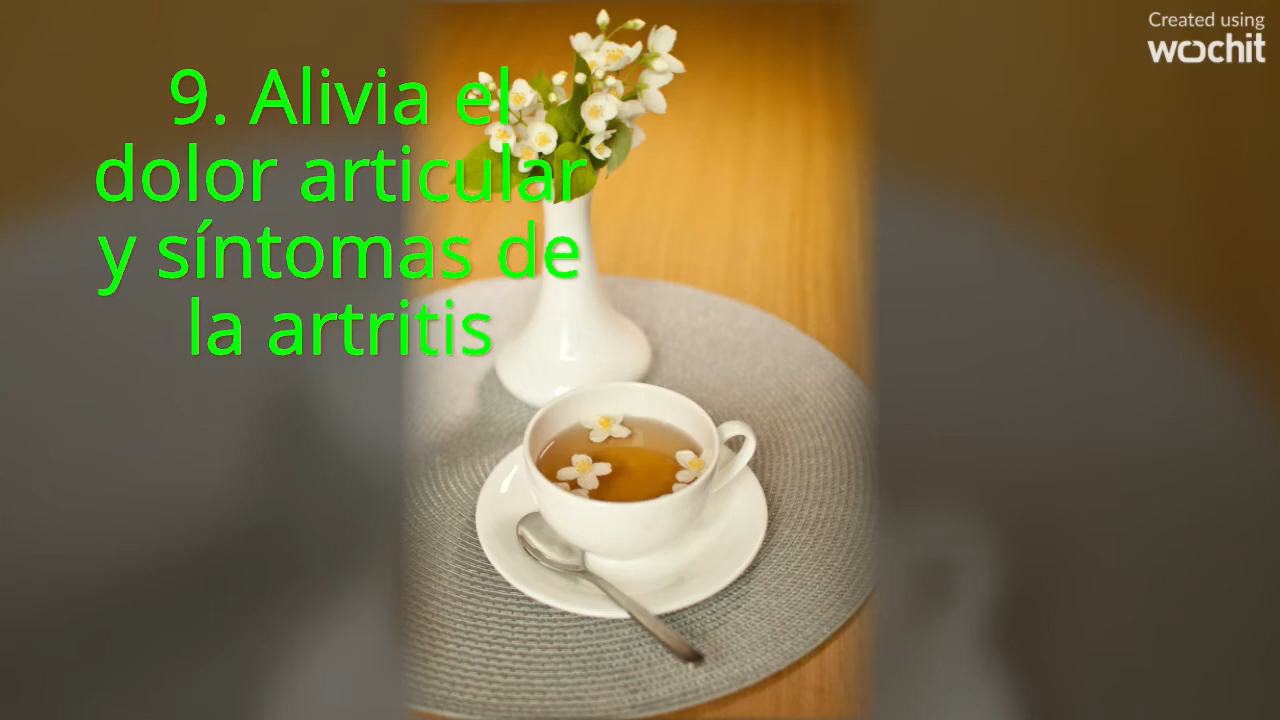 Created using
wochit
9. Alivia el
dolor articular
y síntomas de
la artritis